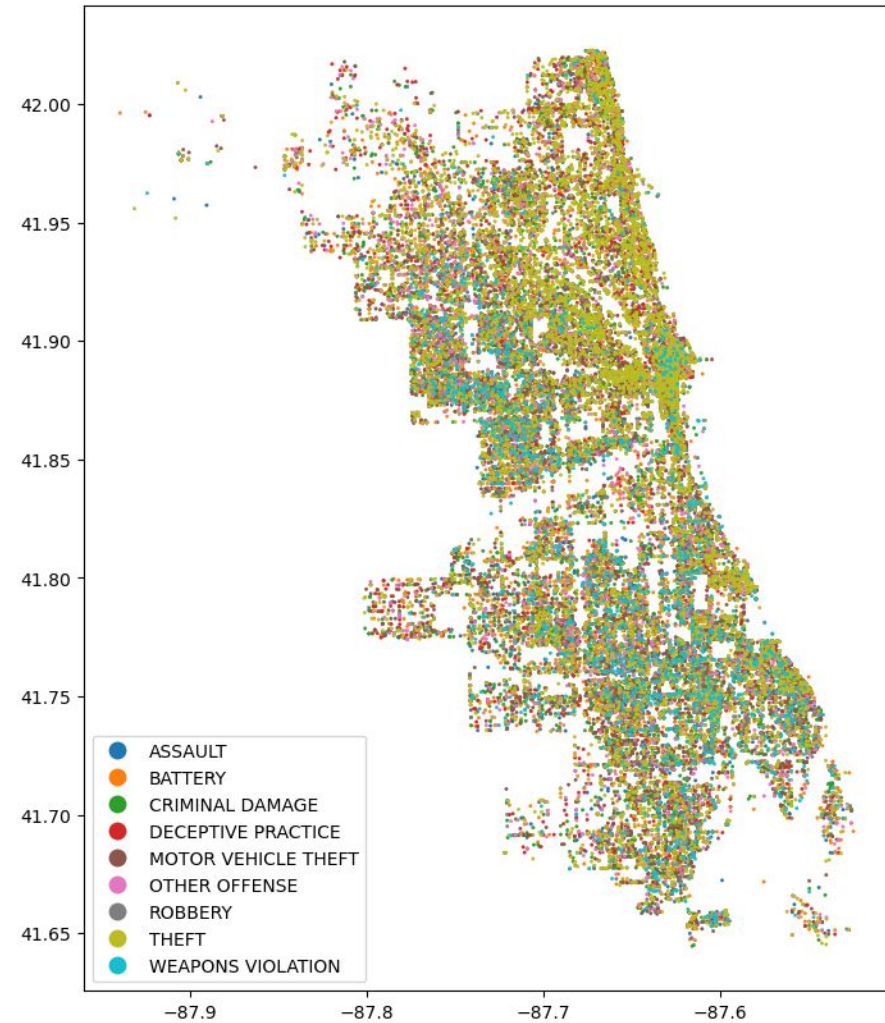 42.00
41.95
41.90
41.85
41.80
41.75
41.70
41.65
ASSAULT
BATTERY
CRIMINAL DAMAGE
DECEPTIVE PRACTICE
MOTOR VEHICLE THEFT
OTHER OFFENSE
ROBBERY
THEFT
WEAPONS VIOLATION
−87.9 −87.8 −87.7 −87.6